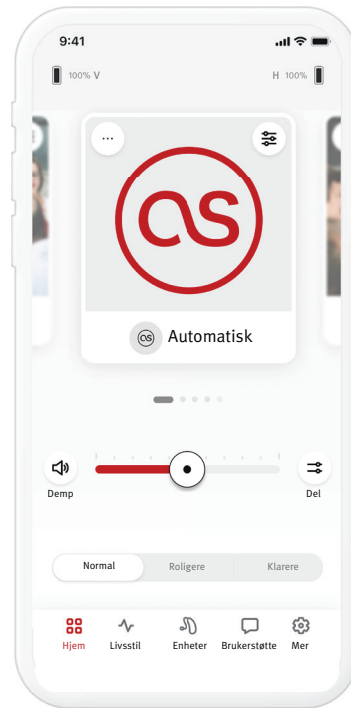 9:41
100% V
H 100%
Automatisk
Demp
Del
Normal Roligere Klarere
Hjem Livsstil Enheter Brukerstøtte Mer